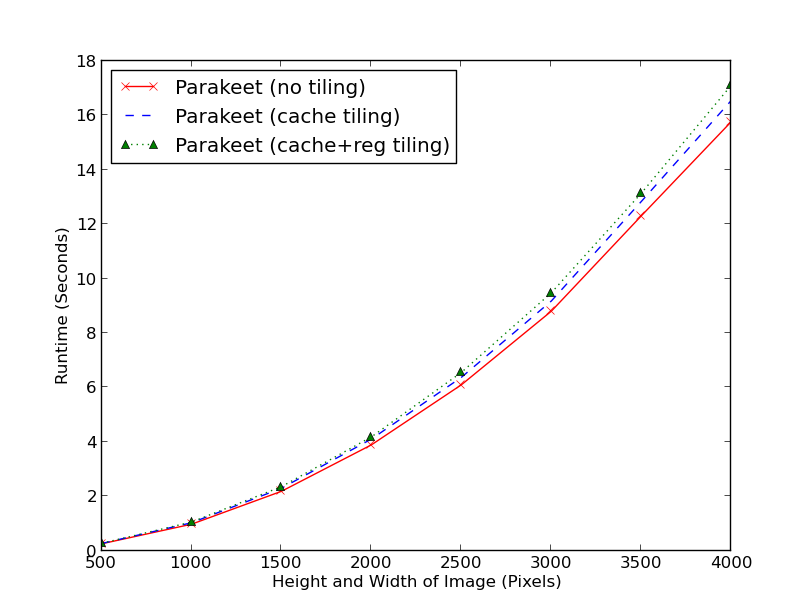 18
16
14
12
10
8
6
4
2
0
Runtime (Seconds)
Parakeet (no tiling)
Parakeet (cache tiling)
Parakeet (cache+reg tiling)
500 1000 1500 2000 2500 3000 3500 4000
Height and Width of Image (Pixels)